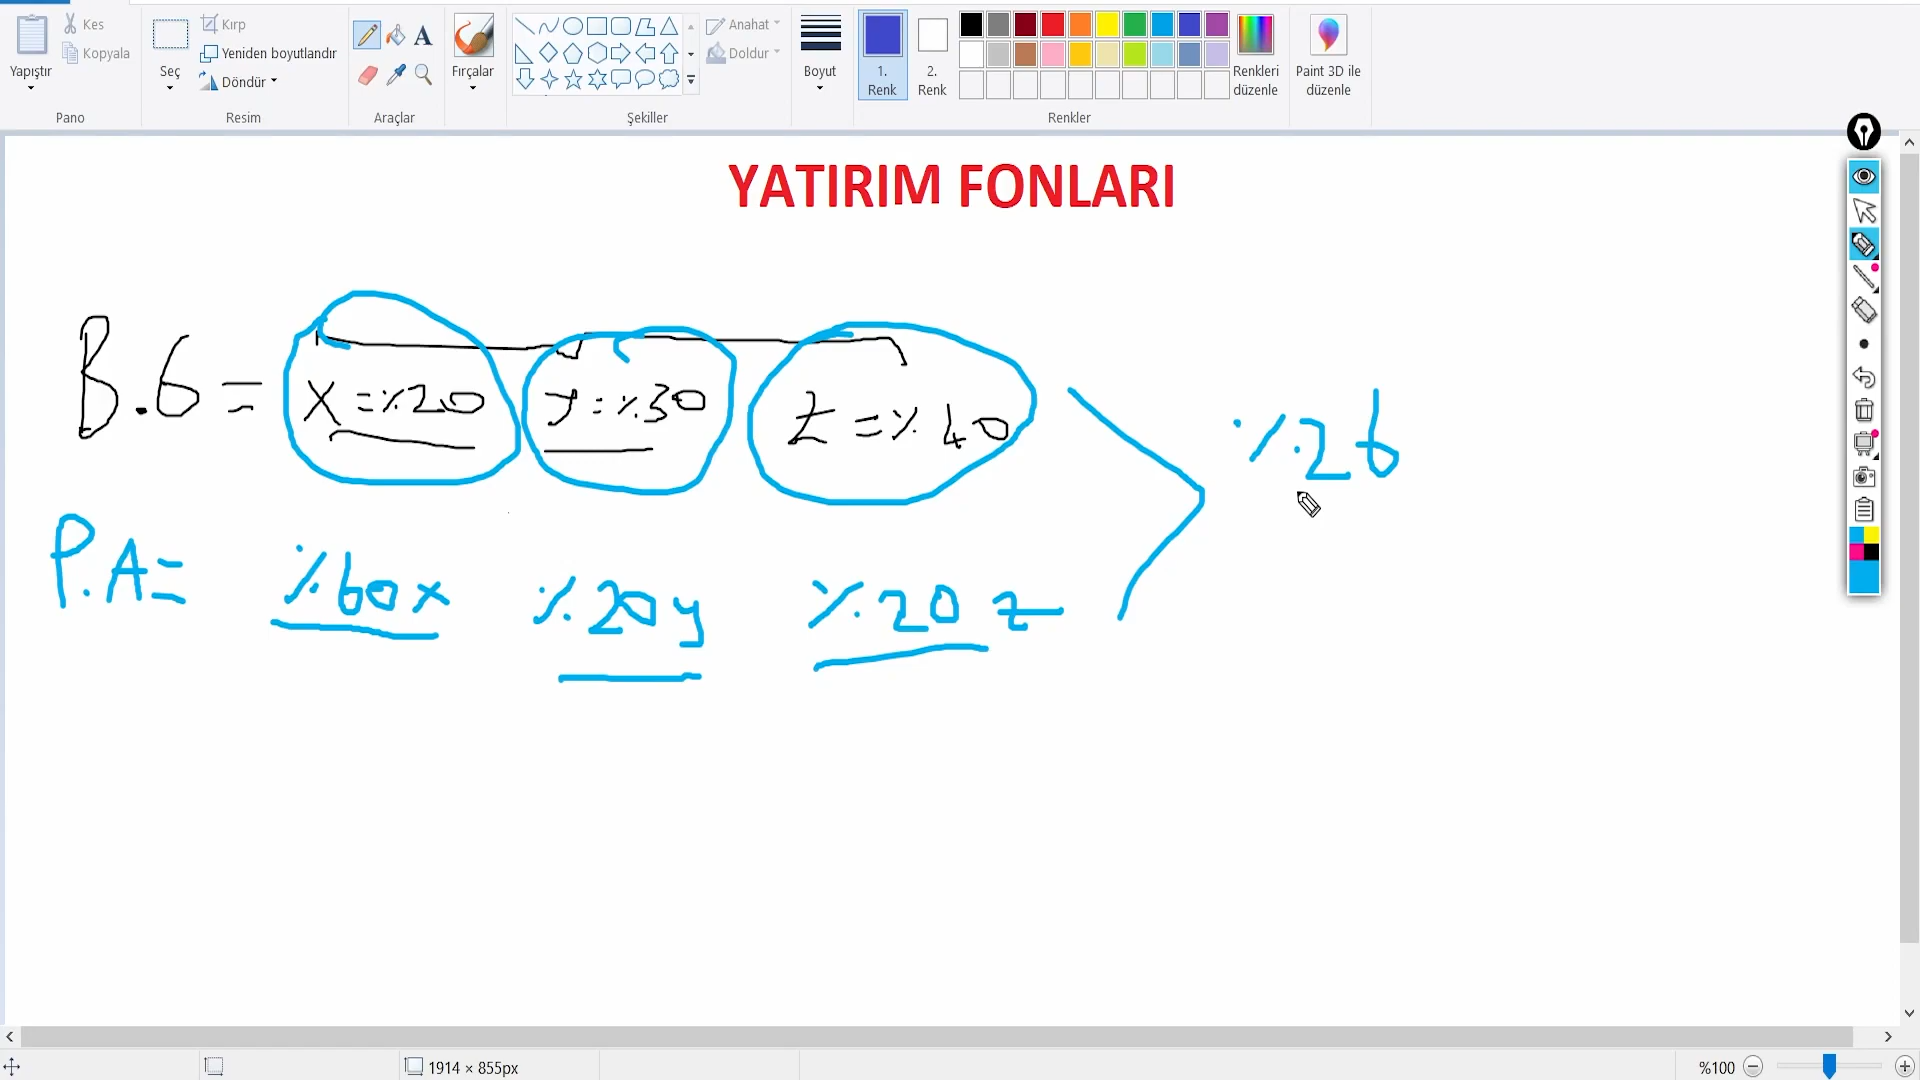 Yapıştır
Kes
Kopyala
Pano
Seç
Kırp
Yeniden boyutlandır
Döndür
Resim
A
Araçlar
Fırçalar
Şekiller
Anahat
Doldur
Boyut
1. Renk
2. Renk
Renkleri düzenle
Renkler
Paint 3D ile düzenle
YATIRIM FONLARI
B.6 = x = %20 y = %30 z = % 40
%26
P.A = %60x %20y %20 z
1914 × 855px
%100